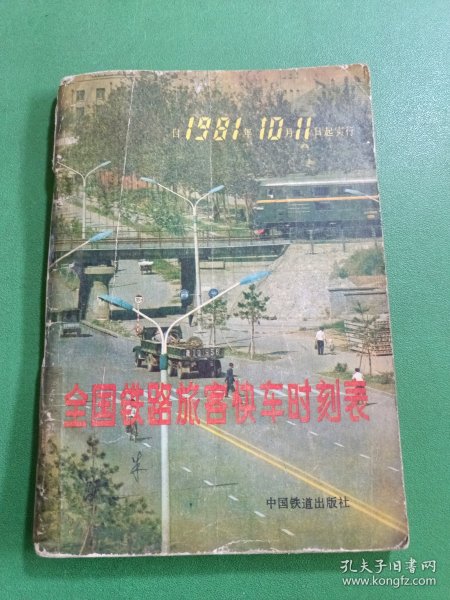 自1981年10月11日起实行
全国铁路旅客快车时刻表
朱
中国铁道出版社
孔夫子旧书网
www.kongfz.com